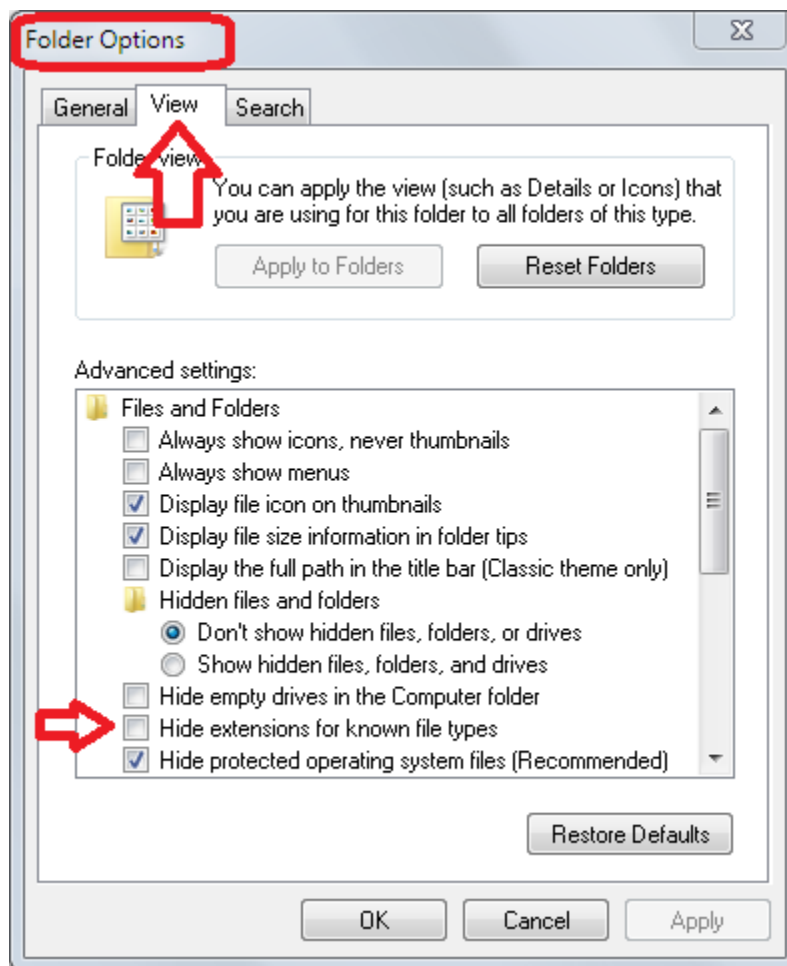 Folder Options
General View Search
Folder view
You can apply the view (such as Details or Icons) that
you are using for this folder to all folders of this type.
Apply to Folders Reset Folders
Advanced settings:
Files and Folders
Always show icons, never thumbnails
Always show menus
Display file icon on thumbnails
Display file size information in folder tips
Display the full path in the title bar (Classic theme only)
Hidden files and folders
Don't show hidden files, folders, or drives
Show hidden files, folders, and drives
Hide empty drives in the Computer folder
Hide extensions for known file types
Hide protected operating system files (Recommended)
Restore Defaults
OK Cancel Apply